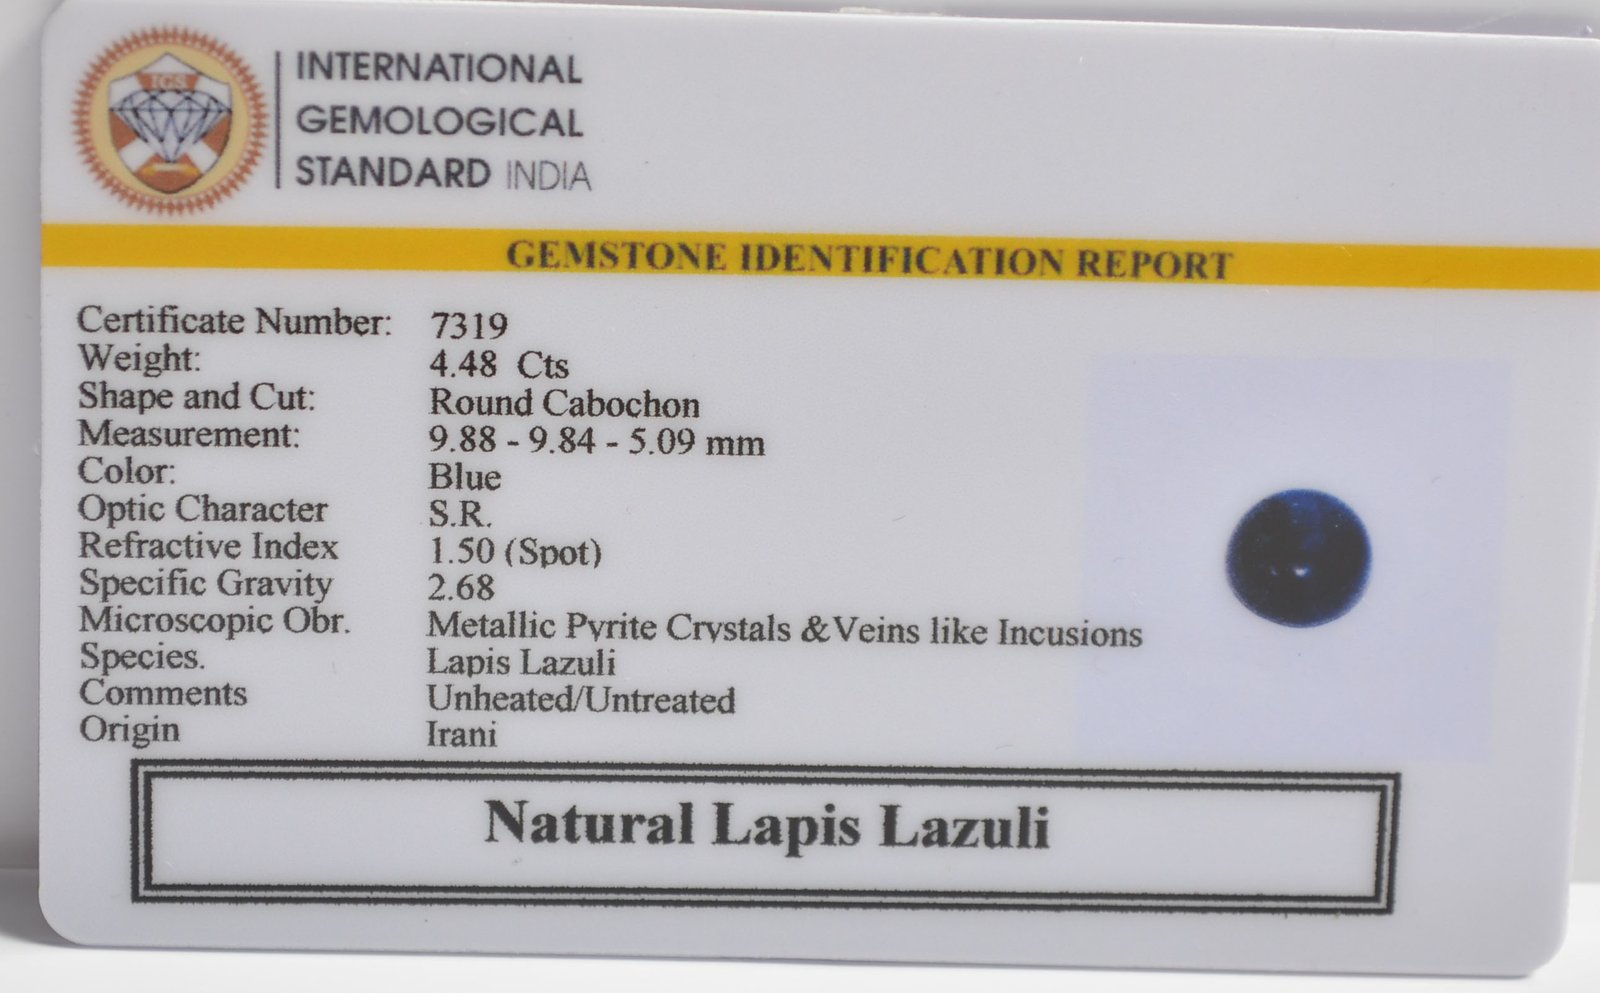 IGS
INTERNATIONAL
GEMOLOGICAL
STANDARD INDIA
GEMSTONE IDENTIFICATION REPORT
Certificate Number: 7319
Weight: 4.48 Cts
Shape and Cut: Round Cabochon
Measurement: 9.88 - 9.84 - 5.09 mm
Color: Blue
Optic Character S.R.
Refractive Index 1.50 (Spot)
Specific Gravity 2.68
Microscopic Obr. Metallic Pyrite Crystals &Veins like Incusions
Species. Lapis Lazuli
Comments Unheated/Untreated
Origin Irani
Natural Lapis Lazuli